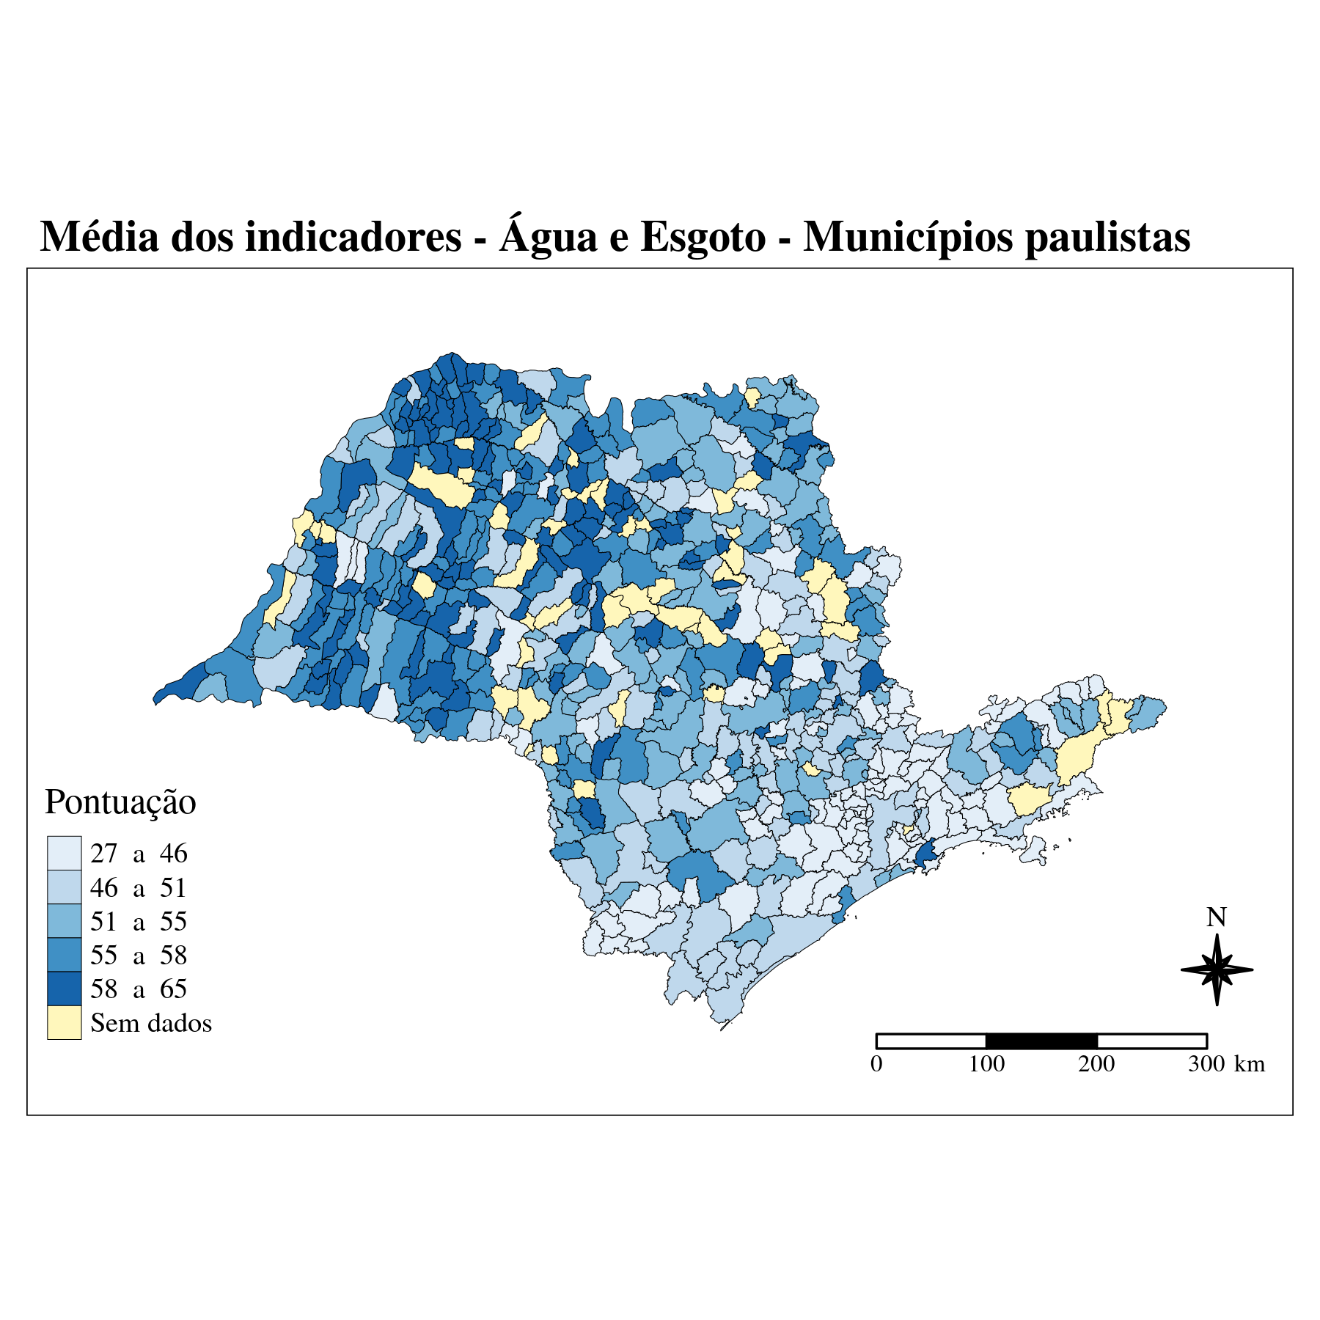 Média dos indicadores - Água e Esgoto - Municípios paulistas
Pontuação
27 a 46
46 a 51
51 a 55
55 a 58
58 a 65
Sem dados
N
0 100 200 300 km